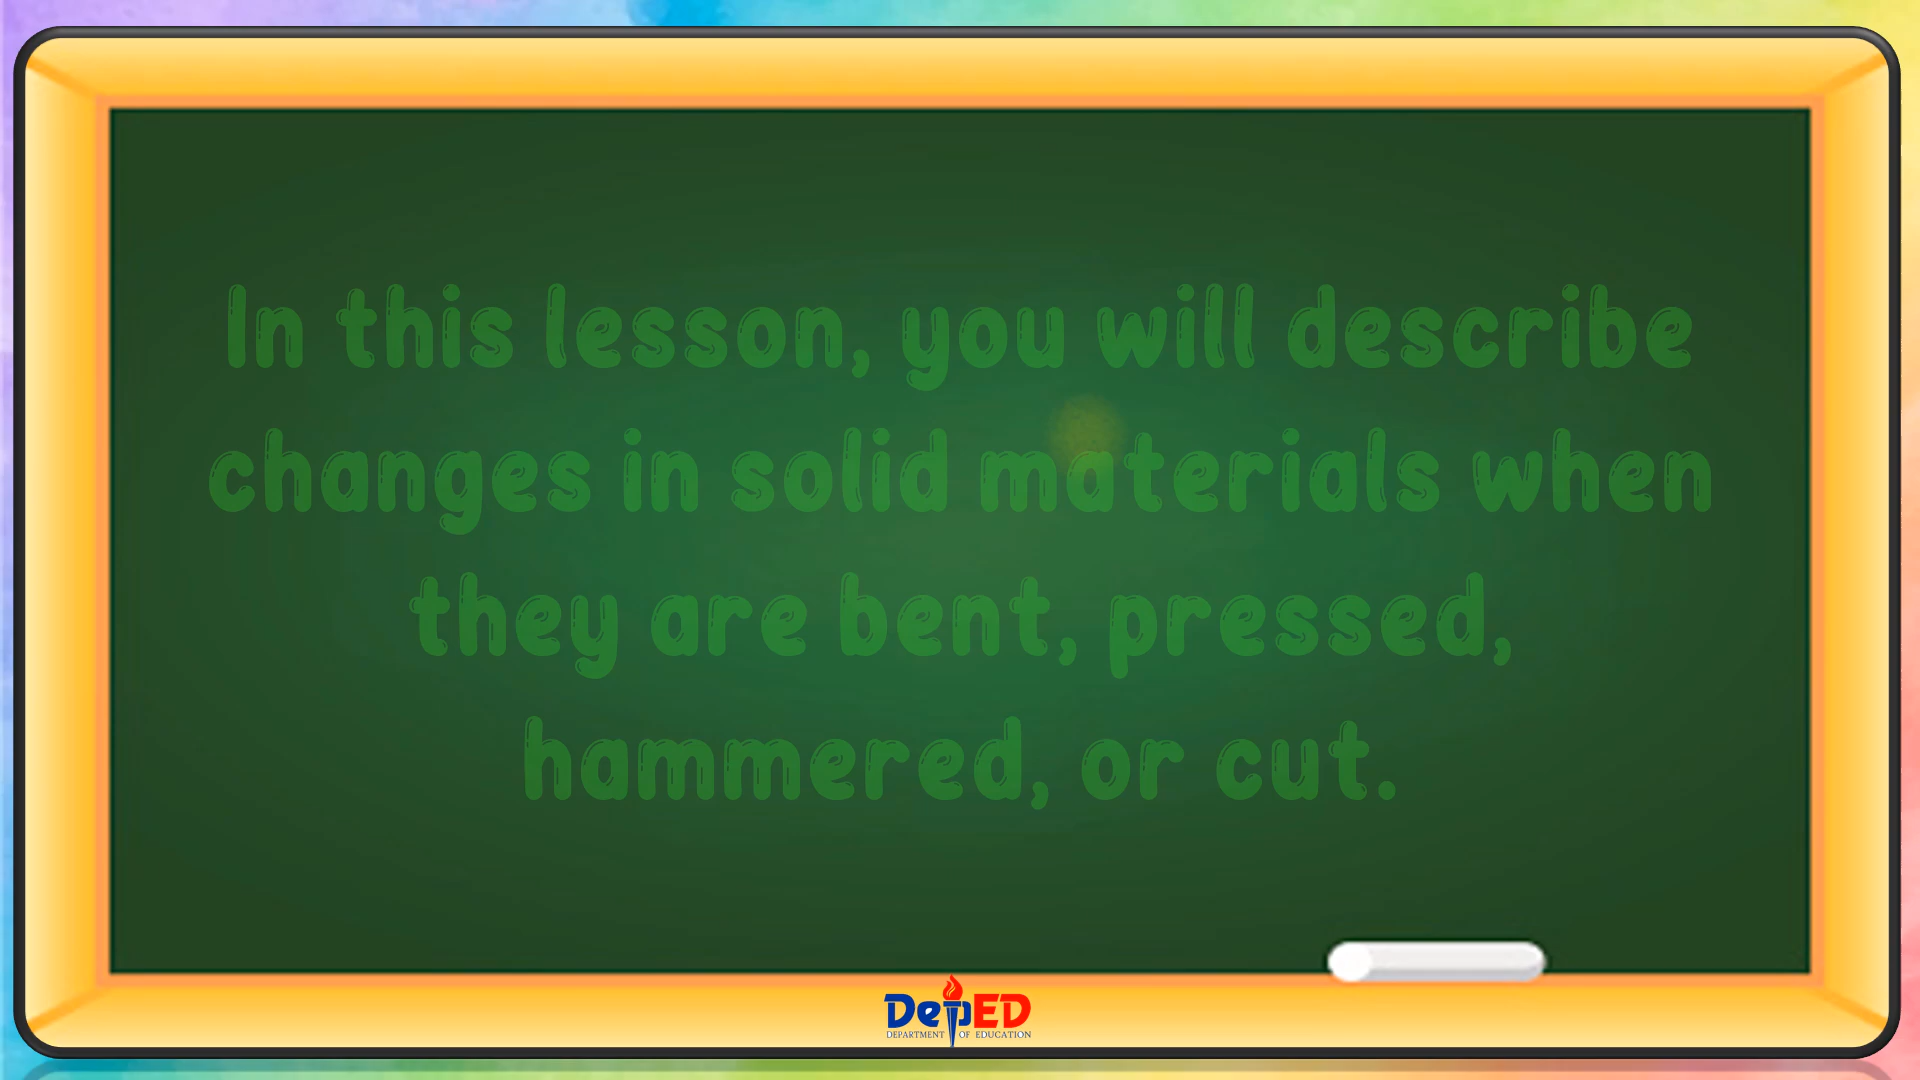 In this lesson, you will describe
changes in solid materials when
they are bent, pressed,
hammered, or cut.
DepED
DEPARTMENT OF EDUCATION